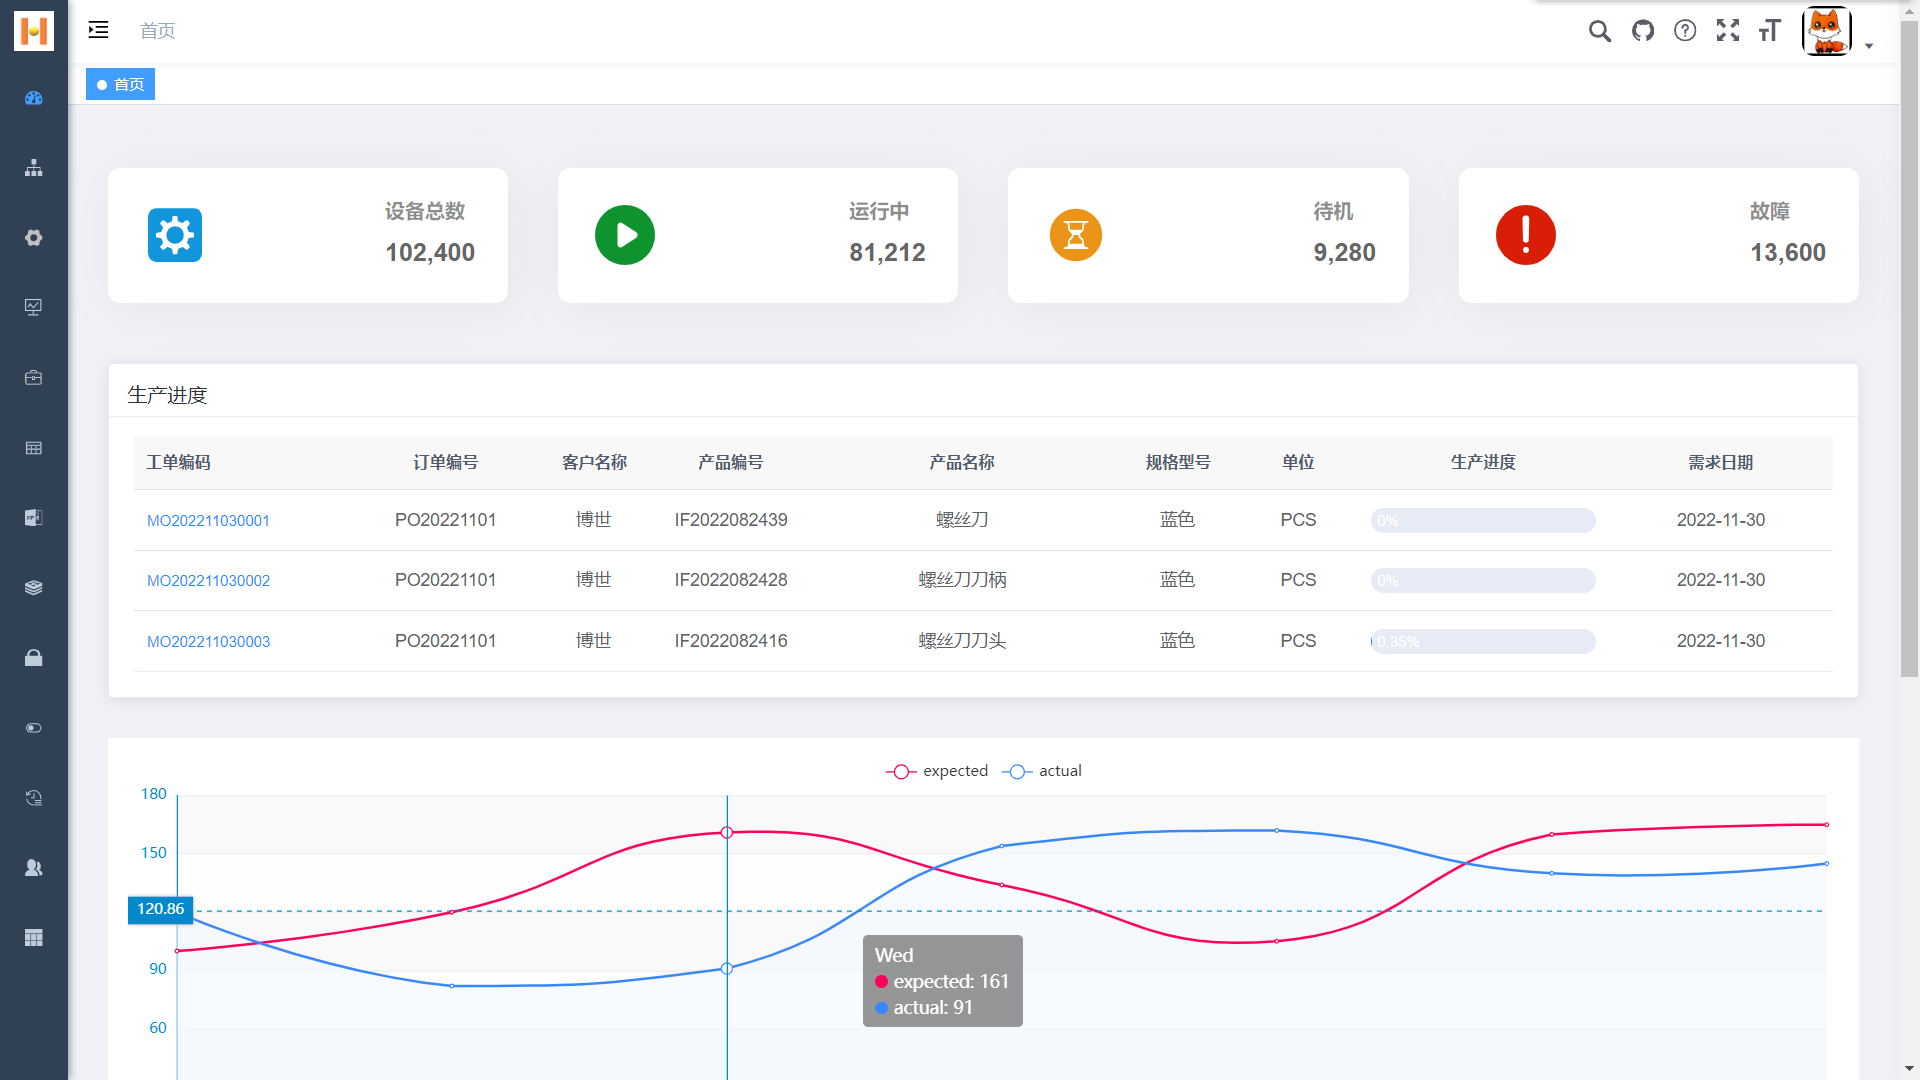 首页
首页
设备总数
102,400
运行中
81,212
待机
9,280
故障
13,600
生产进度
工单编码 订单编号 客户名称 产品编号 产品名称 规格型号 单位 生产进度 需求日期
MO202211030001 PO20221101 博世 IF2022082439 螺丝刀 蓝色 PCS 0% 2022-11-30
MO202211030002 PO20221101 博世 IF2022082428 螺丝刀刀柄 蓝色 PCS 0% 2022-11-30
MO202211030003 PO20221101 博世 IF2022082416 螺丝刀刀头 蓝色 PCS 0.35% 2022-11-30
expected actual
180
150
120.86
90
60
Wed
expected: 161
actual: 91